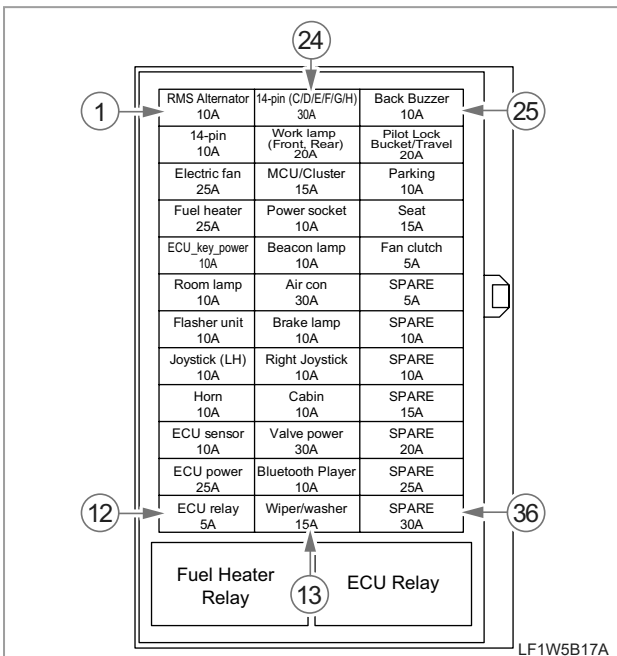 24
1
25
RMS Alternator
10A
14-pin (C/D/E/F/G/H)
30A
Back Buzzer
10A
14-pin
10A
Work lamp
(Front, Rear)
20A
Pilot Lock
Bucket/Travel
20A
Electric fan
25A
MCU/Cluster
15A
Parking
10A
Fuel heater
25A
Power socket
10A
Seat
15A
ECU_key_power
10A
Beacon lamp
10A
Fan clutch
5A
Room lamp
10A
Air con
30A
SPARE
5A
Flasher unit
10A
Brake lamp
10A
SPARE
10A
Joystick (LH)
10A
Right Joystick
10A
SPARE
10A
Horn
10A
Cabin
10A
SPARE
15A
ECU sensor
10A
Valve power
30A
SPARE
20A
ECU power
25A
Bluetooth Player
10A
SPARE
25A
12
ECU relay
5A
Wiper/washer
15A
SPARE
30A
36
Fuel Heater
Relay
13
ECU Relay
LF1W5B17A